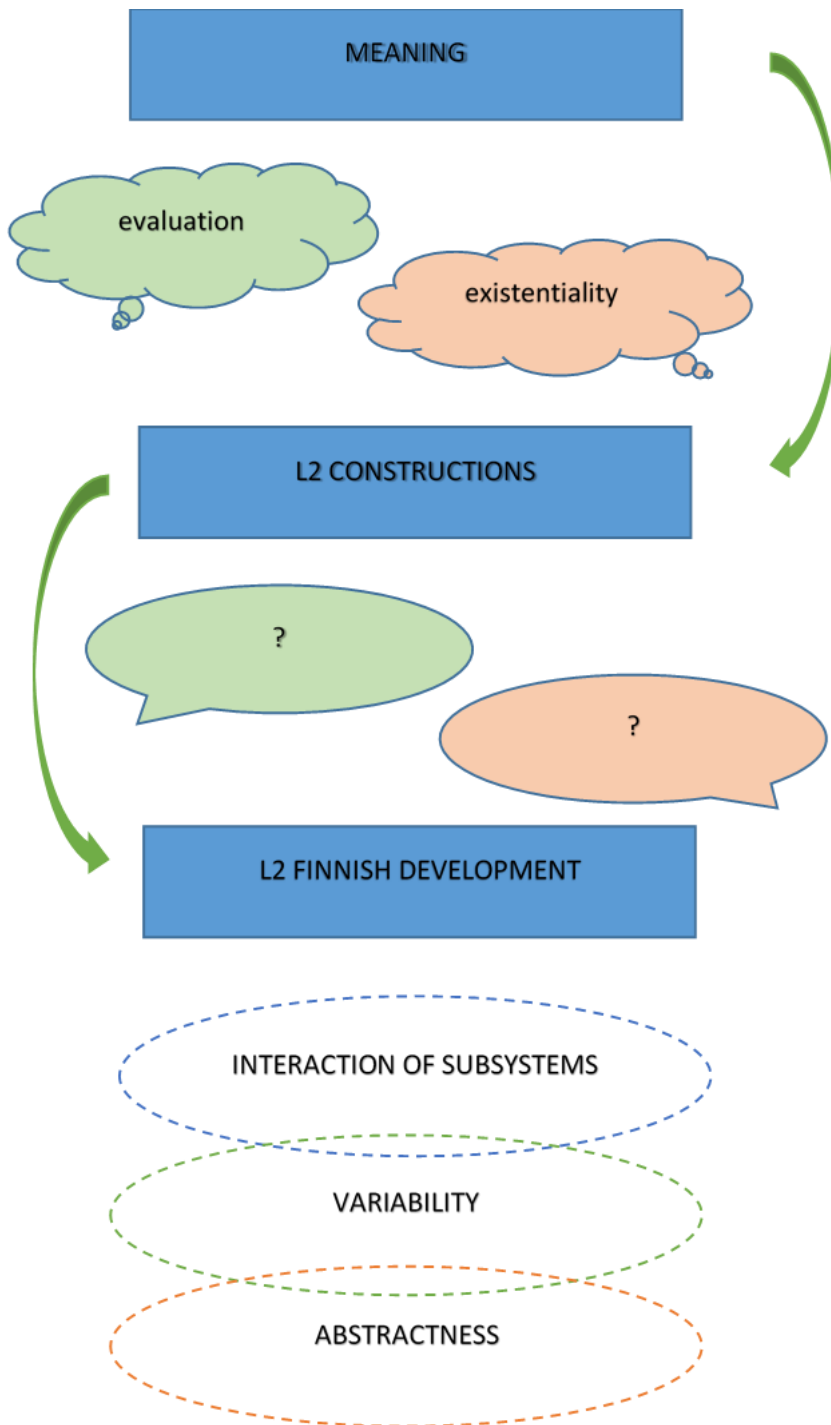 MEANING
evaluation
existentiality
L2 CONSTRUCTIONS
?
?
L2 FINNISH DEVELOPMENT
INTERACTION OF SUBSYSTEMS
VARIABILITY
ABSTRACTNESS